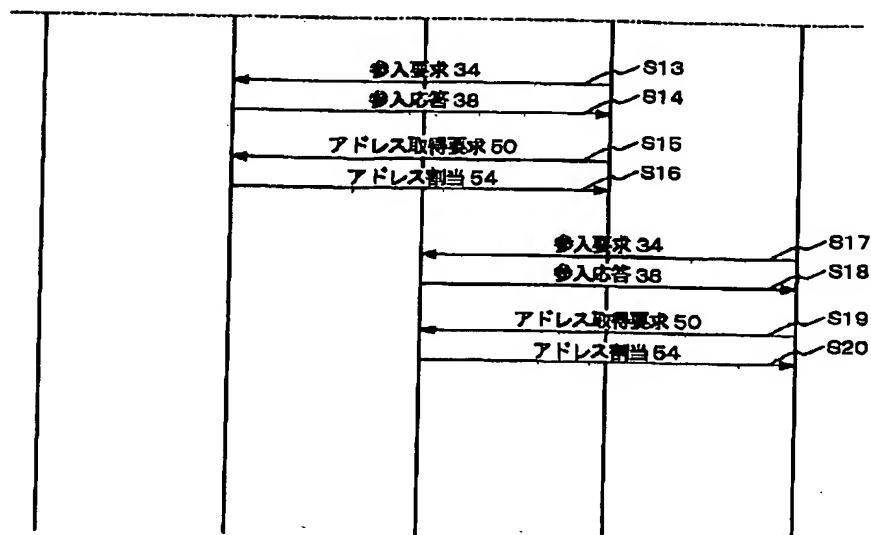 参入要求 34
S13
参入応答 38
S14
アドレス取得要求 50
S15
アドレス割当 54
S16
参入要求 34
S17
参入応答 38
S18
アドレス取得要求 50
S19
アドレス割当 54
S20